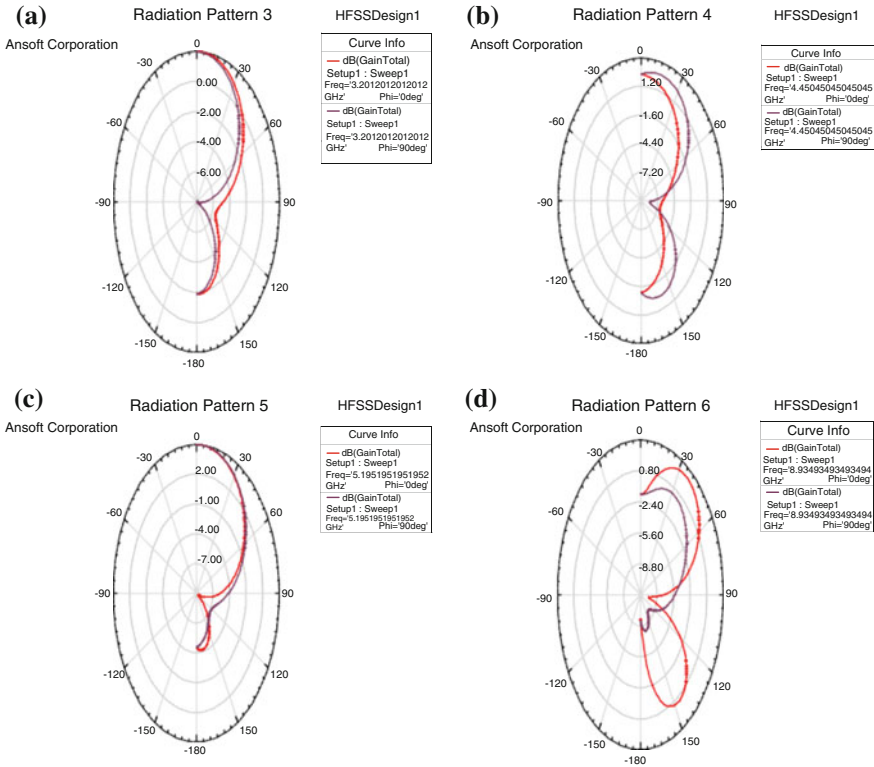 (a)
Radiation Pattern 3
HFSSDesign1
Ansoft Corporation
0
-30
30
0.00
-2.00
60
-4.00
-6.00
-90
90
-120
120
-150
150
-180
Curve Info
dB(GainTotal)
Setup1 : Sweep1
Freq='3.2012012012012
GHz' Phi='0deg'
dB(GainTotal)
Setup1 : Sweep1
Freq='3.2012012012012
GHz' Phi='90deg'
(b)
Radiation Pattern 4
HFSSDesign1
Ansoft Corporation
0
-30
30
1.20
-1.60
60
-4.40
-7.20
-90
90
-120
120
-150
150
-180
Curve Info
dB(GainTotal)
Setup1 : Sweep1
Freq='4.45045045045045
GHz' Phi='0deg'
dB(GainTotal)
Setup1 : Sweep1
Freq='4.45045045045045
GHz' Phi='90deg'
(c)
Radiation Pattern 5
HFSSDesign1
Ansoft Corporation
0
-30
30
2.00
-1.00
60
-4.00
-7.00
-90
90
-120
120
-150
150
-180
Curve Info
dB(GainTotal)
Setup1 : Sweep1
Freq='5.1951951951952
GHz' Phi='0deg'
dB(GainTotal)
Setup1 : Sweep1
Freq='5.1951951951952
GHz' Phi='90deg'
(d)
Radiation Pattern 6
HFSSDesign1
Ansoft Corporation
0
-30
30
0.80
-2.40
60
-5.60
-8.80
-90
90
-120
120
-150
150
-180
Curve Info
dB(GainTotal)
Setup1 : Sweep1
Freq='8.93493493493494
GHz' Phi='0deg'
dB(GainTotal)
Setup1 : Sweep1
Freq='8.93493493493494
GHz' Phi='90deg'